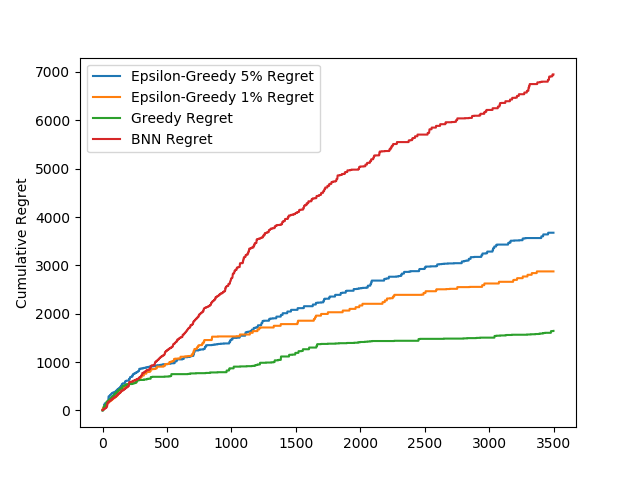 Epsilon-Greedy 5% Regret
Epsilon-Greedy 1% Regret
Greedy Regret
BNN Regret
Cumulative Regret
7000
6000
5000
4000
3000
2000
1000
0
0 500 1000 1500 2000 2500 3000 3500